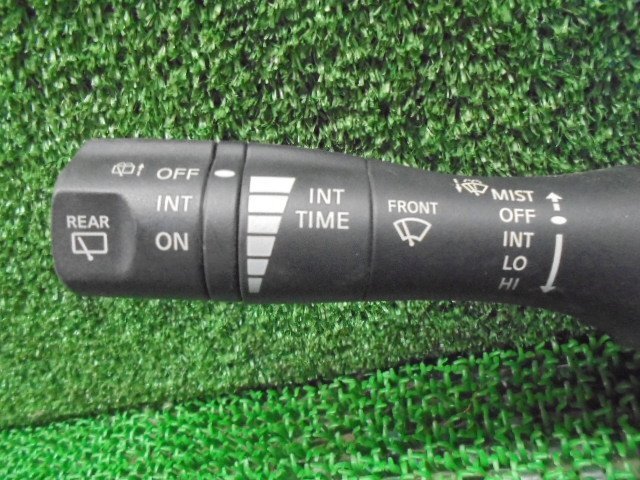 REAR
OFF
INT
ON
INT
TIME
FRONT
MIST
OFF
INT
LO
HI